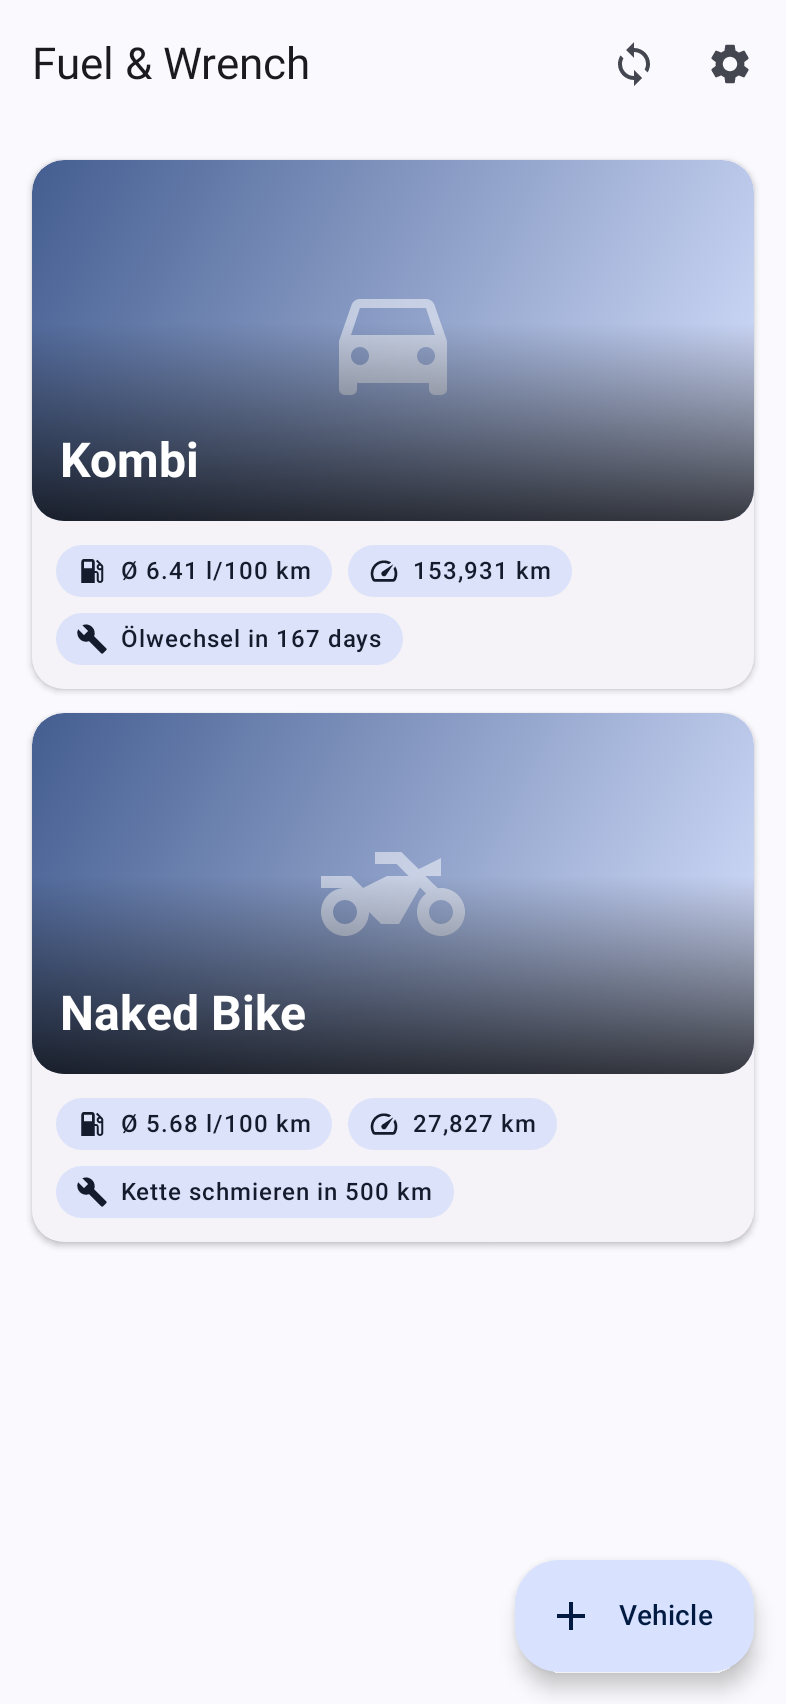 Fuel & Wrench
Kombi
Ø 6.41 l/100 km
153,931 km
Ölwechsel in 167 days
Naked Bike
Ø 5.68 l/100 km
27,827 km
Kette schmieren in 500 km
Vehicle